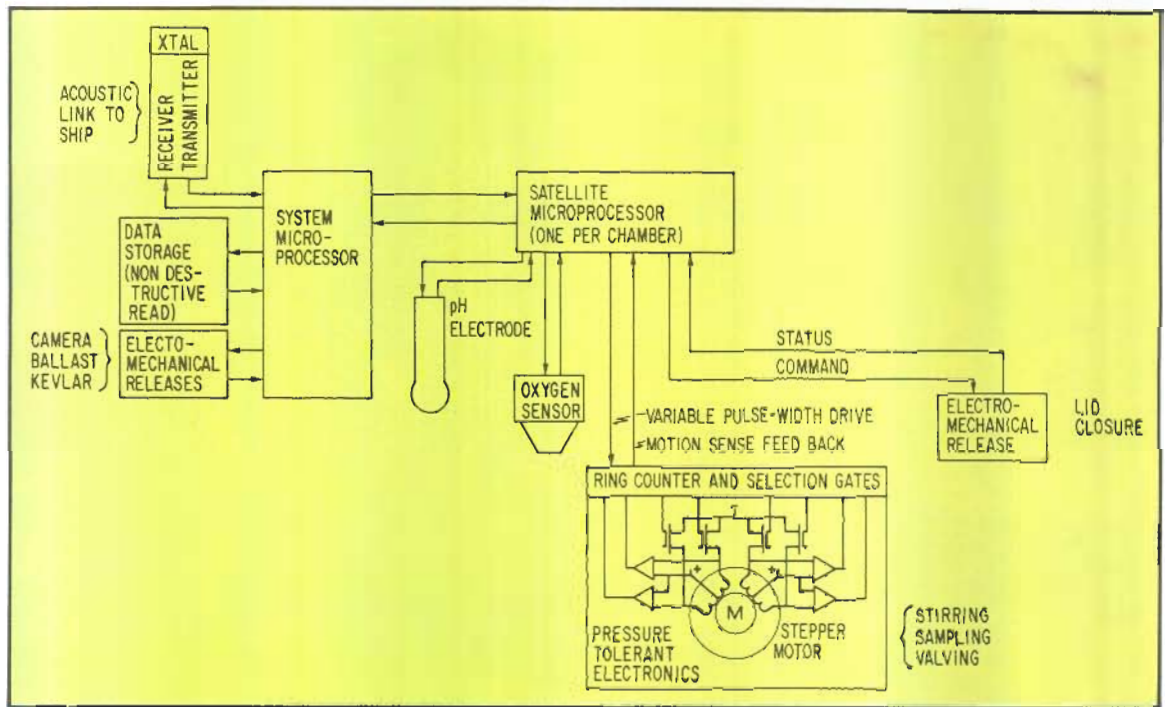 XTAL
RECEIVER
TRANSMITTER
ACOUSTIC
LINK TO
SHIP
SYSTEM
MICRO-
PROCESSOR
SATELLITE
MICROPROCESSOR
(ONE PER CHAMBER)
DATA
STORAGE
(NON DES-
TRUCTIVE
READ)
CAMERA
BALLAST
KEVLAR
ELECTO-
MECHANICAL
RELEASES
pH
ELECTRODE
OXYGEN
SENSOR
STATUS
COMMAND
VARIABLE PULSE-WIDTH DRIVE
MOTION SENSE FEED BACK
ELECTRO-
MECHANICAL
RELEASE
LID
CLOSURE
RING COUNTER AND SELECTION GATES
+ +
M
PRESSURE
TOLERANT
ELECTRONICS
STEPPER
MOTOR
STIRRING
SAMPLING
VALVING